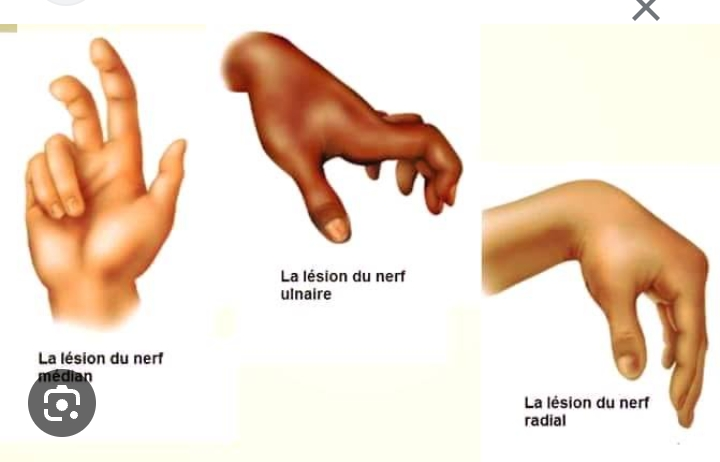 La lésion du nerf
médian
La lésion du nerf
ulnaire
La lésion du nerf
radial